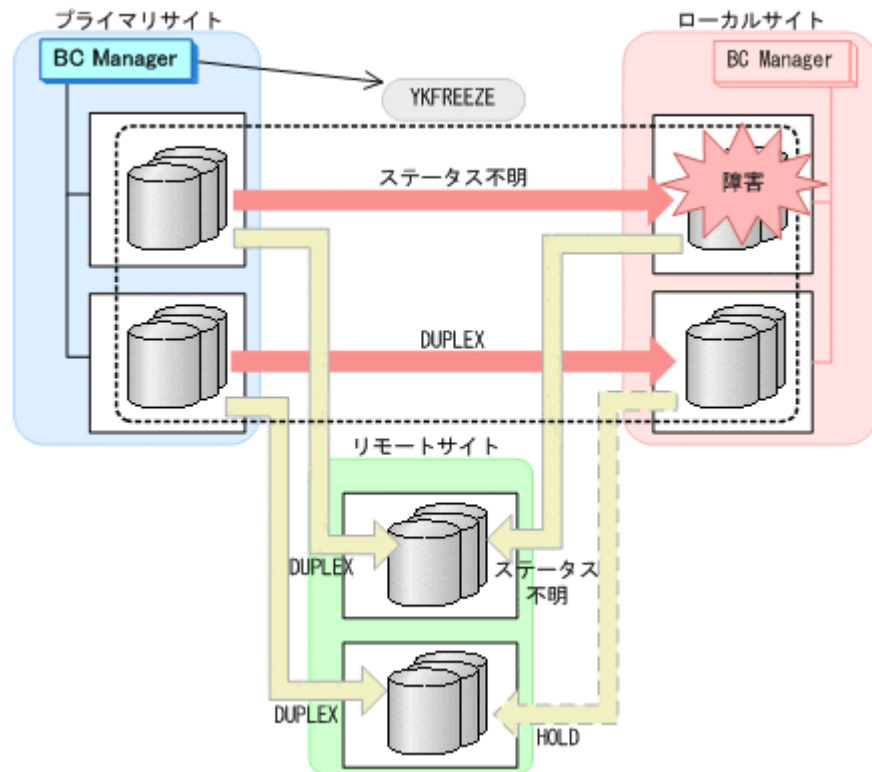 プライマリサイト
ローカルサイト
BC Manager
BC Manager
YKFREEZE
ステータス不明
障害
DUPLEX
リモートサイト
DUPLEX
ステータス
不明
DUPLEX
HOLD